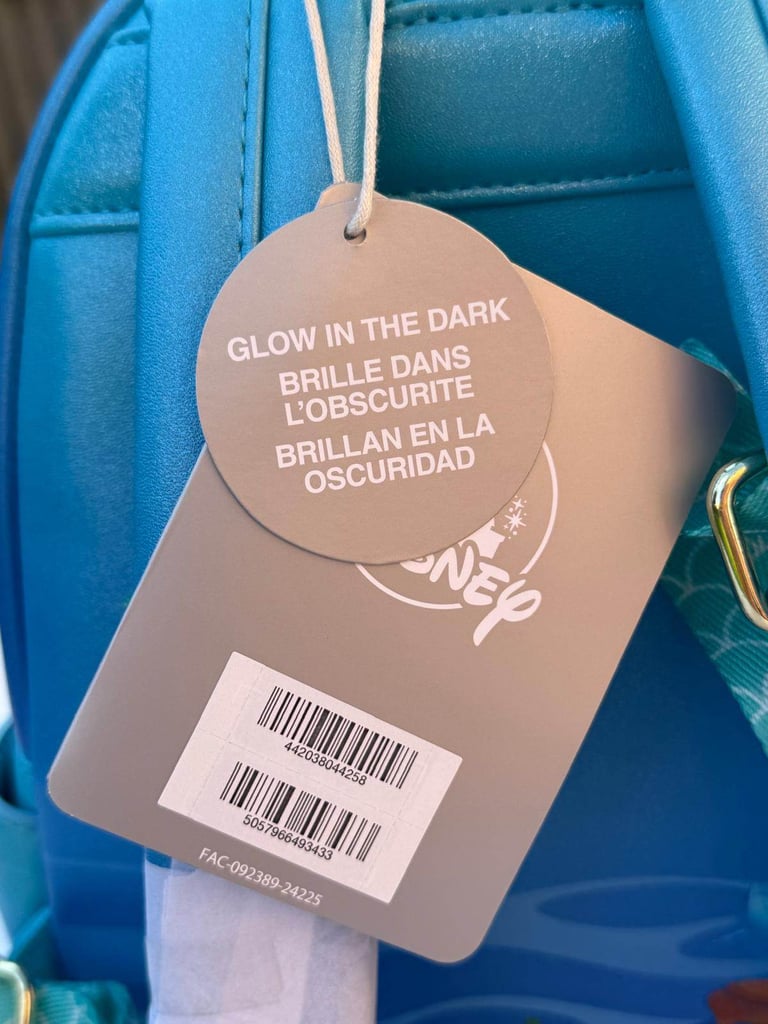 GLOW IN THE DARK
BRILLE DANS
L'OBSCURITE
BRILLAN EN LA
OSCURIDAD
442038044258
5057966493433
FAC-092389-24225